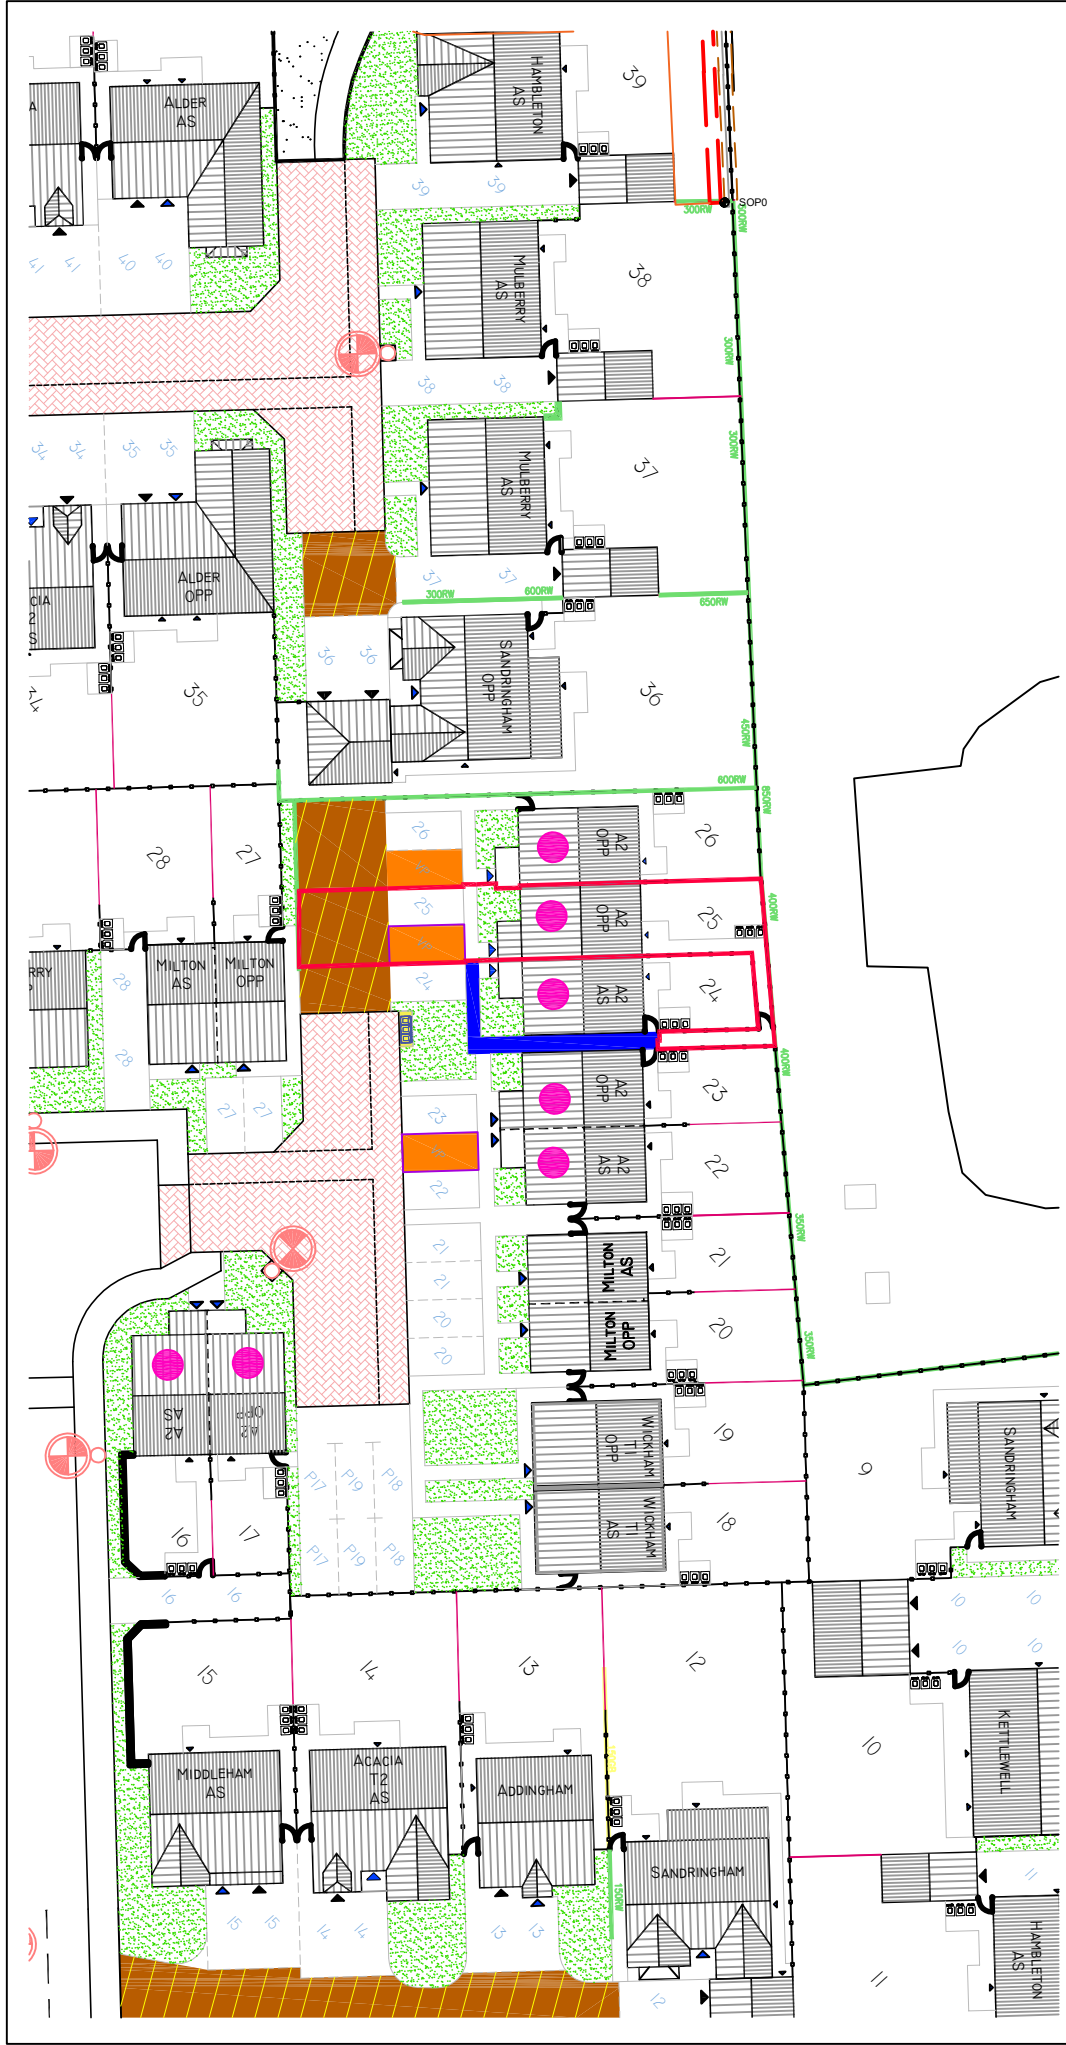 HAMBLETON
AS
39
ALDER
AS
A
39
39
300RW
SOP0
300RW
41
41
40
40
MULBERRY
AS
38
300RW
38
38
34
34
35
35
MULBERRY
AS
37
300RW
ALDER
OPP
CIA
2
S
37
37
300RW
600RW
650RW
36
36
SANDRINGHAM
OPP
36
34
35
450RW
600RW
650RW
28
27
26
A2
OPP
26
V
25
A2
OPP
25
400RW
V
24
A2
AS
24
RRY
P
28
28
MILTON
AS
MILTON
OPP
27
27
23
A2
OPP
23
400RW
V
22
A2
AS
22
350RW
21
21
20
20
MILTON
AS
MILTON
OPP
21
20
350RW
A2
AS
A2
OPP
WICKHAM
T1
OPP
19
9
SANDRINGHAM
P17
P19
P18
P17
P19
P18
WICKHAM
T1
AS
18
16
17
16
16
10
10
10
10
15
14
13
12
10
KETTLEWELL
MIDDLEHAM
AS
ACACIA
T2
AS
ADDINGHAM
SANDRINGHAM
150RW
15
15
14
14
13
13
12
11
11
HAMBLETON
AS